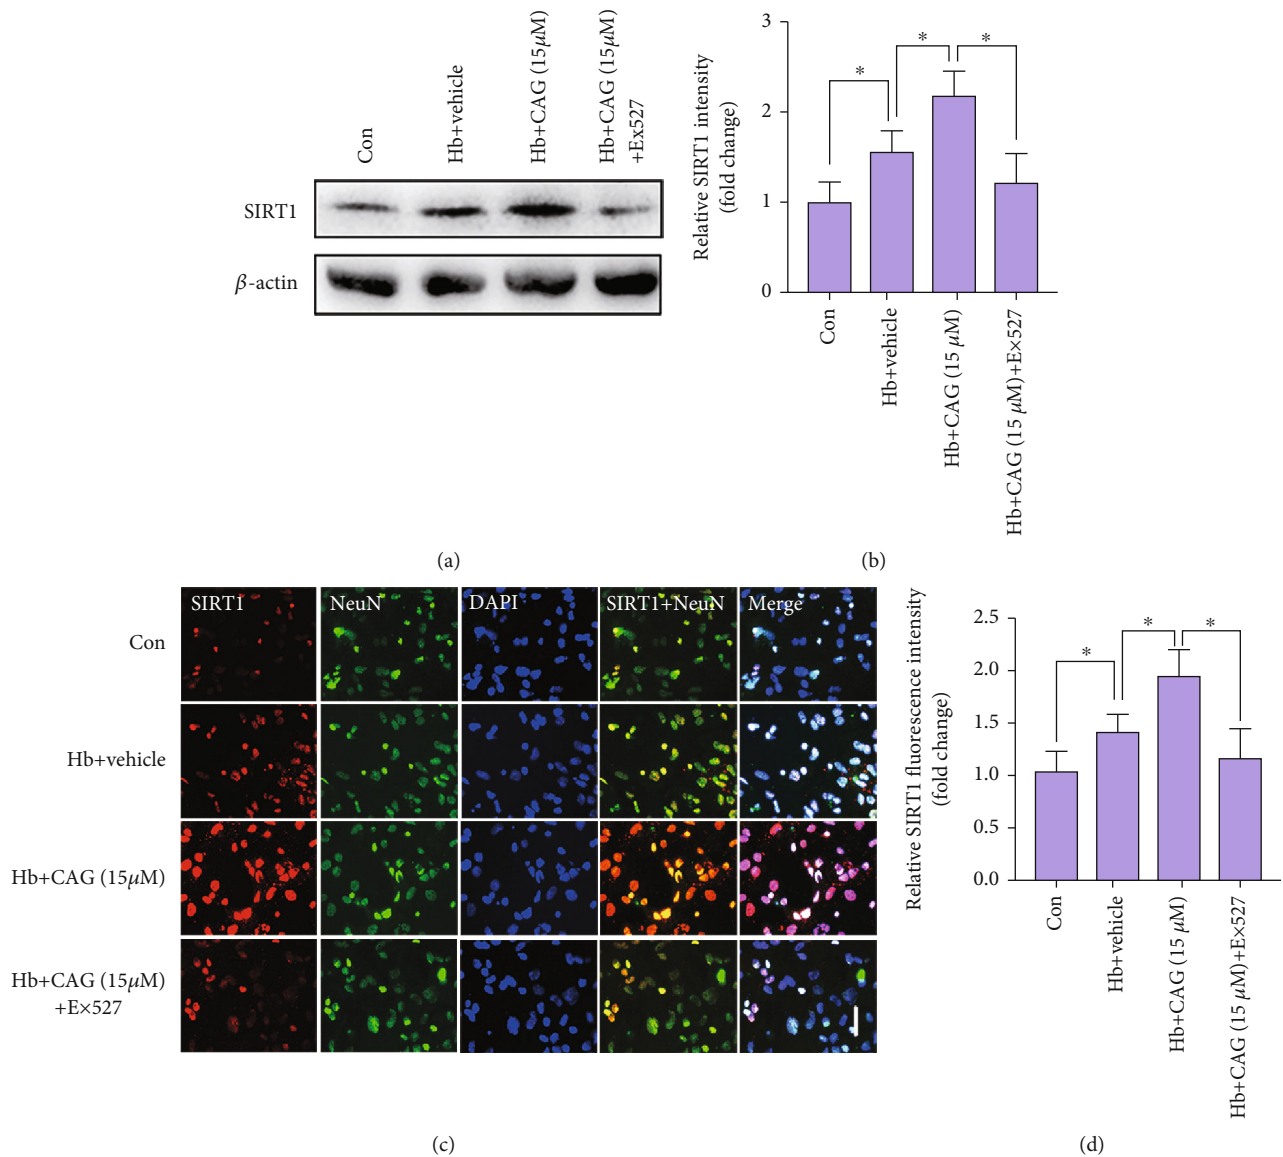 Con
Hb+vehicle
Hb+CAG (15μM)
Hb+CAG (15μM)
+Ex527
SIRT1
β-actin
(a)
Relative SIRT1 intensity
(fold change)
3
2
1
0
*
*
*
Con
Hb+vehicle
Hb+CAG (15 μM)
Hb+CAG (15 μM)+E×527
(b)
SIRT1
NeuN
DAPI
SIRT1+NeuN
Merge
Con
Hb+vehicle
Hb+CAG (15μM)
Hb+CAG (15μM)
+E×527
(c)
Relative SIRT1 fluorescence intensity
(fold change)
2.5
2.0
1.5
1.0
0.5
0.0
*
*
*
Con
Hb+vehicle
Hb+CAG (15 μM)
Hb+CAG (15 μM)+E×527
(d)